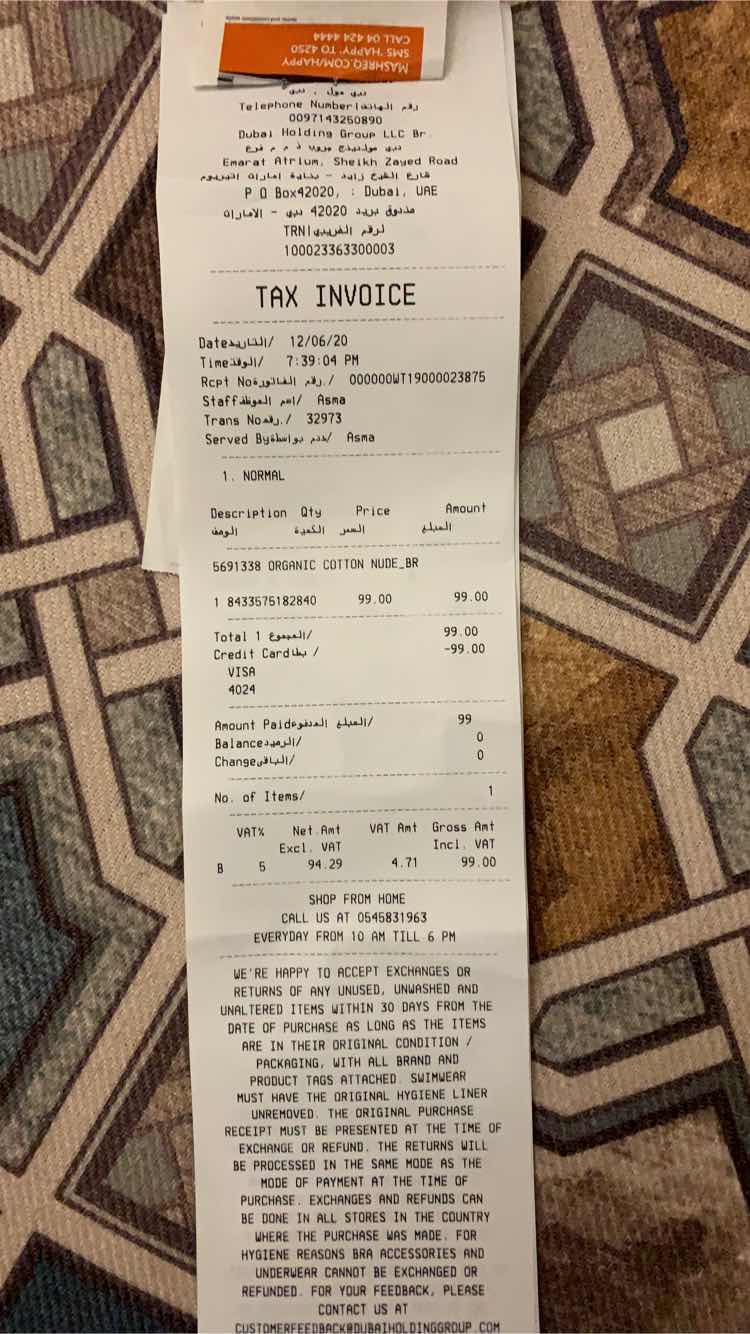 MASHREQ.COM/HAPPY
SMS 'HAPPY' TO 4250
CALL 04 424 4444
دبي مول ، دبي
Telephone Number|رقم الهاتف
0097143250890
Dubai Holding Group LLC Br.
Emarat Atrium, Sheikh Zayed Road
شارع الشيخ زايد - بناية امارات اتيريوم
P O Box42020, : Dubai, UAE
صندوق بريد 42020 دبي - الامارات
TRN|لرقم الضريبي
100023363300003
TAX INVOICE
Dateالتاريخ/ 12/06/20
Timeالوقت/ 7:39:04 PM
Rcpt Noرقم الفاتورة./ 000000WT19000023875
Staffاسم الموظف/ Asma
Trans Noرقم./ 32973
Served Byخدم بواسطة/ Asma
1. NORMAL
Description Qty Price Amount
الوصف الكمية السعر المبلغ
5691338 ORGANIC COTTON NUDE_BR
1 8433575182840 99.00 99.00
Total 1 المجموع/ 99.00
Credit Cardبطا / -99.00
VISA
4024
Amount Paidالمبلغ المدفوع/ 99
Balanceالرصيد/ 0
Changeالباقي/ 0
No. of Items/ 1
VAT% Net.Amt VAT Amt Gross Amt
Excl. VAT Incl. VAT
B 5 94.29 4.71 99.00
SHOP FROM HOME
CALL US AT 0545831963
EVERYDAY FROM 10 AM TILL 6 PM
WE'RE HAPPY TO ACCEPT EXCHANGES OR
RETURNS OF ANY UNUSED, UNWASHED AND
UNALTERED ITEMS WITHIN 30 DAYS FROM THE
DATE OF PURCHASE AS LONG AS THE ITEMS
ARE IN THEIR ORIGINAL CONDITION /
PACKAGING, WITH ALL BRAND AND
PRODUCT TAGS ATTACHED. SWIMWEAR
MUST HAVE THE ORIGINAL HYGIENE LINER
UNREMOVED. THE ORIGINAL PURCHASE
RECEIPT MUST BE PRESENTED AT THE TIME OF
EXCHANGE OR REFUND. THE RETURNS WILL
BE PROCESSED IN THE SAME MODE AS THE
MODE OF PAYMENT AT THE TIME OF
PURCHASE. EXCHANGES AND REFUNDS CAN
BE DONE IN ALL STORES IN THE COUNTRY
WHERE THE PURCHASE WAS MADE. FOR
HYGIENE REASONS BRA ACCESSORIES AND
UNDERWEAR CANNOT BE EXCHANGED OR
REFUNDED. FOR YOUR FEEDBACK, PLEASE
CONTACT US AT
CUSTOMERFEEDBACK@DUBAIHOLDINGGROUP.COM